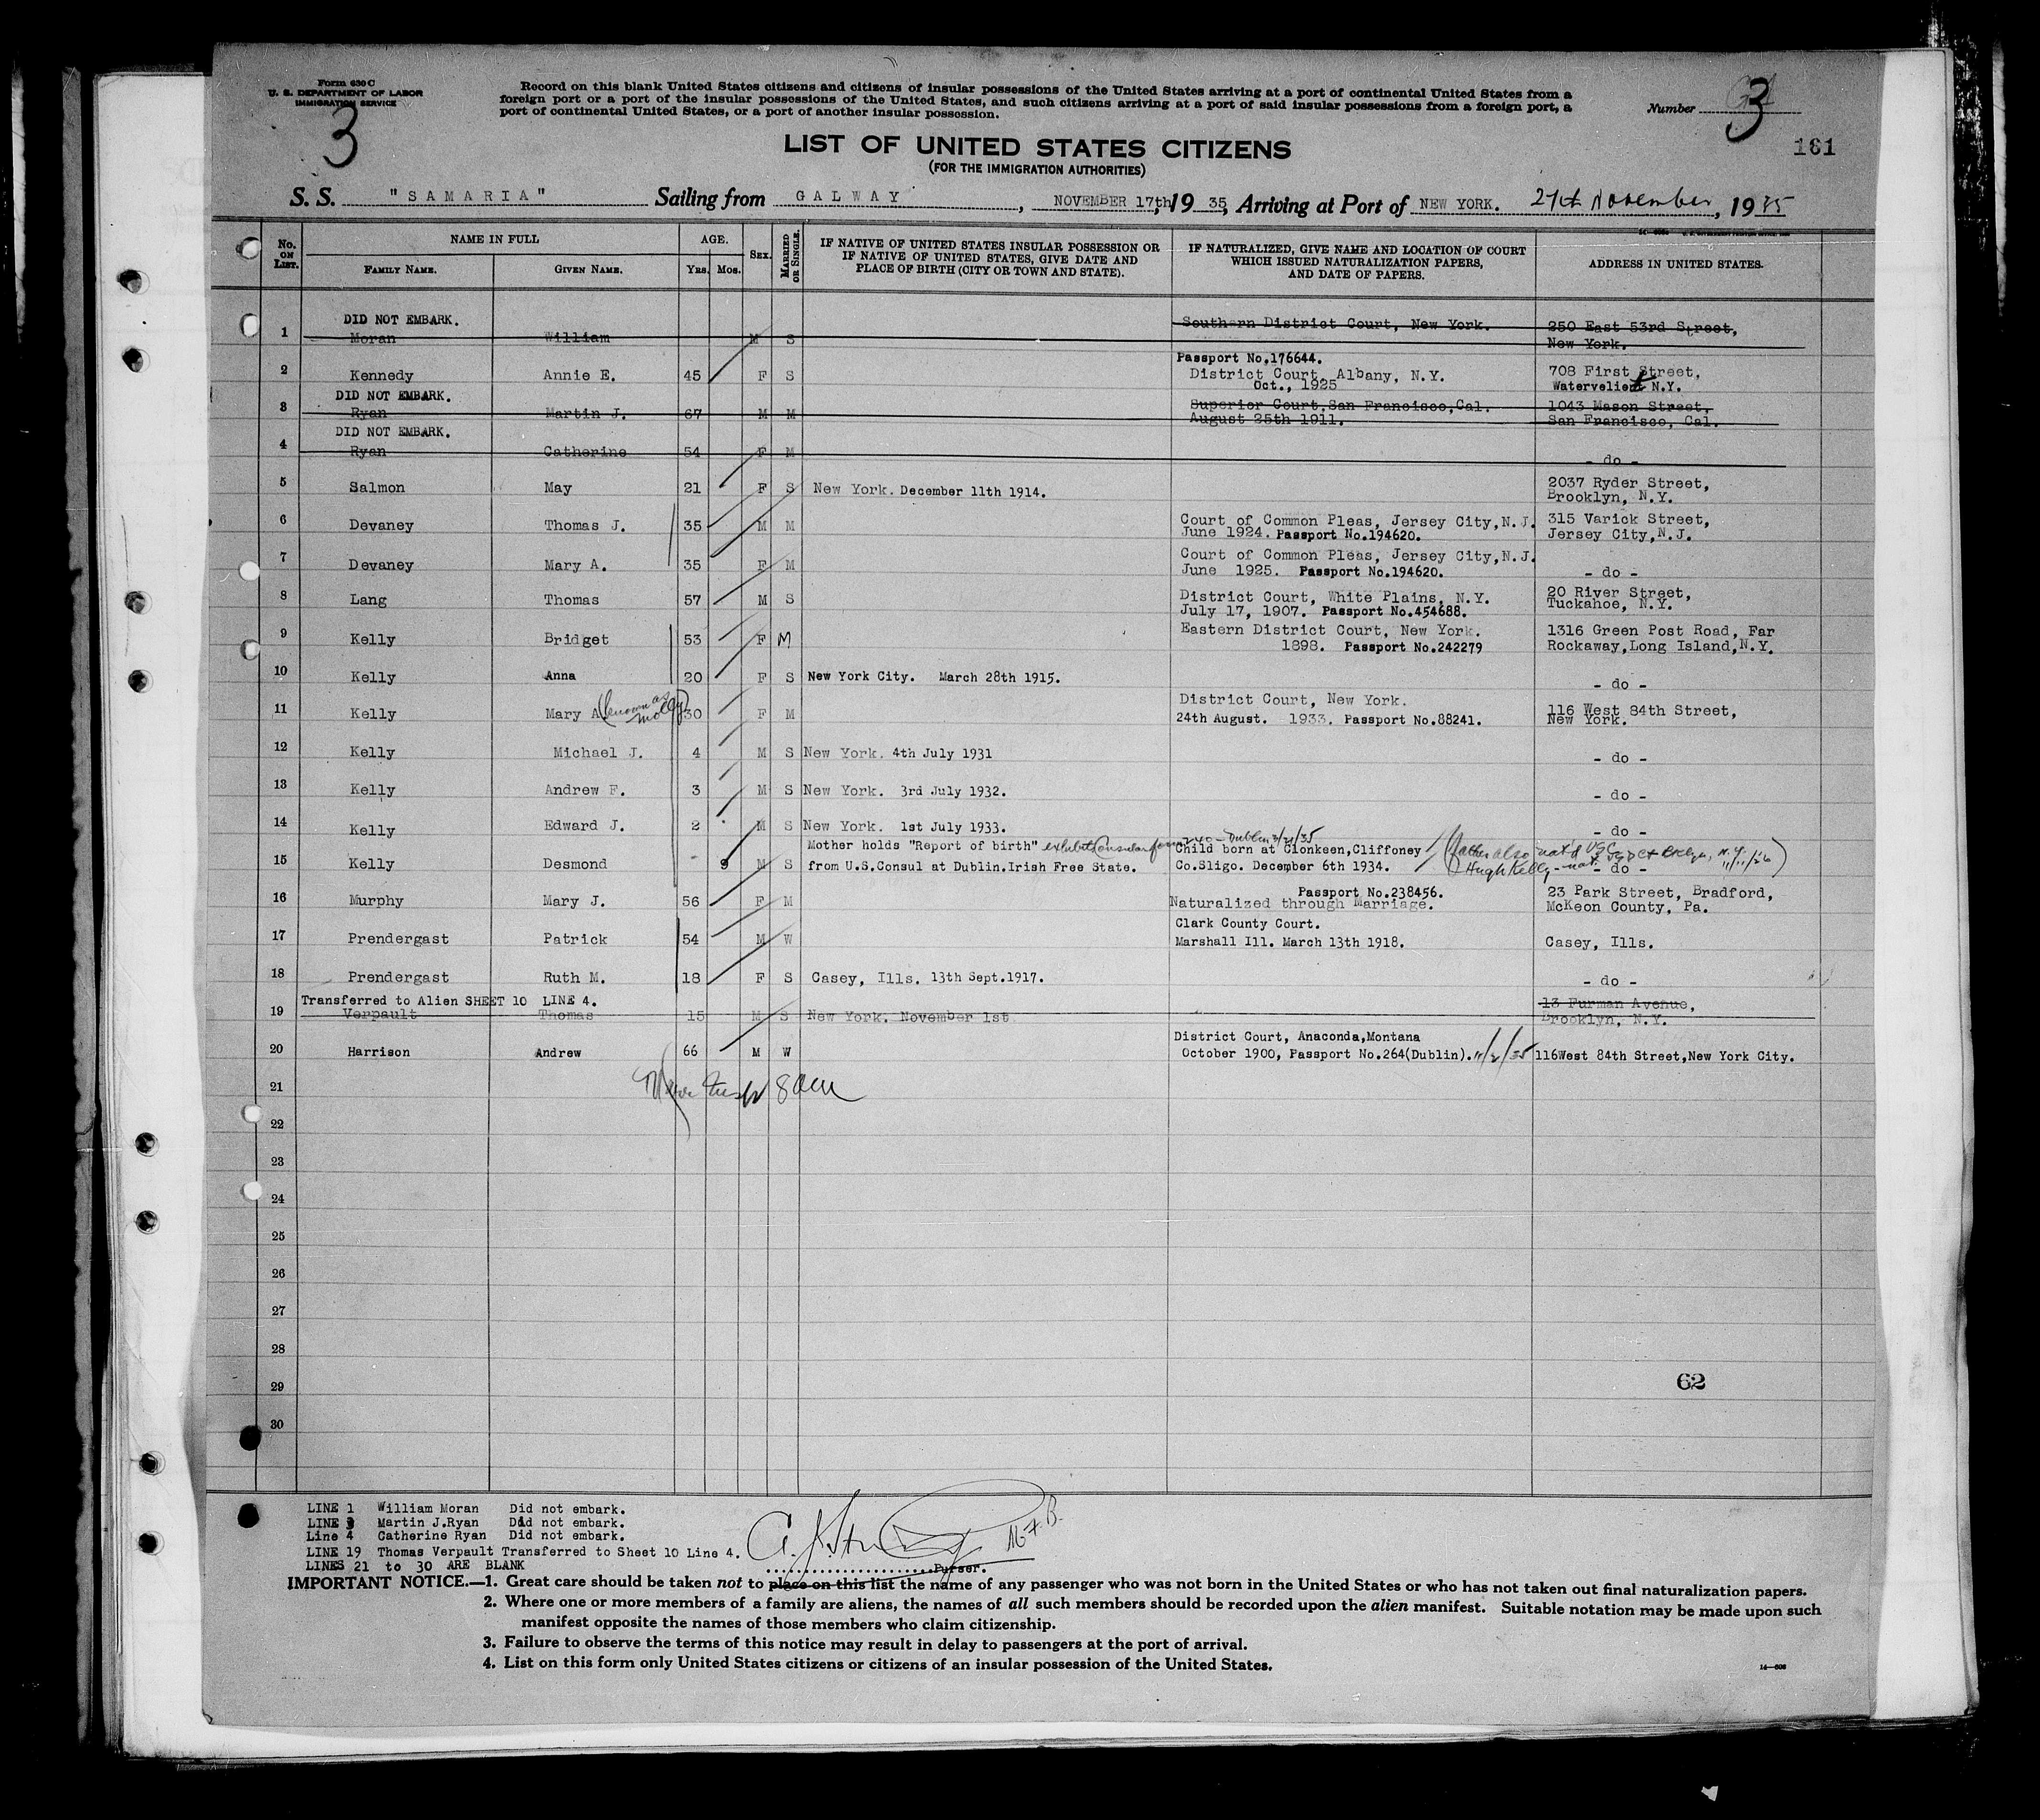 Form 630 C
U. S. DEPARTMENT OF LABOR
IMMIGRATION SERVICE
3
Record on this blank United States citizens and citizens of insular possessions of the United States arriving at a port of continental United States from a
foreign port or a port of the insular possessions of the United States, and such citizens arriving at a port of said insular possessions from a foreign port, a
port of continental United States, or a port of another insular possession.
Number 3
161
LIST OF UNITED STATES CITIZENS
(FOR THE IMMIGRATION AUTHORITIES)
S. S. "SAMARIA" Sailing from GALWAY, NOVEMBER 17th, 19 35, Arriving at Port of NEW YORK. 27th November, 1935
No. ON LIST. NAME IN FULL AGE. SEX. MARRIED OR SINGLE. IF NATIVE OF UNITED STATES INSULAR POSSESSION OR IF NATIVE OF UNITED STATES, GIVE DATE AND PLACE OF BIRTH (CITY OR TOWN AND STATE). IF NATURALIZED, GIVE NAME AND LOCATION OF COURT WHICH ISSUED NATURALIZATION PAPERS, AND DATE OF PAPERS. ADDRESS IN UNITED STATES.
FAMILY NAME. GIVEN NAME. Yrs. Mos.
DID NOT EMBARK. Southern District Court, New York. 250 East 53rd Street,
1 Moran William M S New York.
Passport No.176644.
2 Kennedy Annie E. 45 F S District Court Albany, N.Y. 708 First Street,
Oct., 1925 Watervelient N.Y.
DID NOT EMBARK.
3 Ryan Martin J. 67 M M Superior Court,San Francisco,Cal. 1043 Mason Street,
August 25th 1911. San Francisco, Cal.
DID NOT EMBARK.
4 Ryan Catherine 54 F M - do -
5 Salmon May 21 F S New York. December 11th 1914. 2037 Ryder Street,
Brooklyn, N.Y.
6 Devaney Thomas J. 35 M M Court of Common Pleas, Jersey City,N.J. 315 Varick Street,
June 1924. Passport No.194620. Jersey City,N.J.
Court of Common Pleas, Jersey City,N.J.
7 Devaney Mary A. 35 F M June 1925. Passport No.194620. - do -
8 Lang Thomas 57 M S District Court, White Plains, N.Y. 20 River Street,
July 17, 1907. Passport No.454688. Tuckahoe, N.Y.
9 Kelly Bridget 53 F M Eastern District Court, New York. 1316 Green Post Road, Far
1898. Passport No.242279 Rockaway,Long Island,N.Y.
10 Kelly Anna 20 F S New York City. March 28th 1915. - do -
11 Kelly Mary A (known as Molly) 30 F M District Court, New York. 116 West 84th Street,
24th August. 1933. Passport No.88241. New York.
12 Kelly Michael J. 4 M S New York. 4th July 1931 - do -
13 Kelly Andrew F. 3 M S New York. 3rd July 1932. - do -
14 Kelly Edward J. 2 M S New York. 1st July 1933. - do -
Mother holds "Report of birth" exhibits Consular form Dublin Child born at Clonkeen,Cliffoney (father also nat'd
15 Kelly Desmond - 9 M S from U.S.Consul at Dublin.Irish Free State. Co.Sligo. December 6th 1934. Hugh Kelly - do -
Passport No.238456. 23 Park Street, Bradford,
16 Murphy Mary J. 56 F M Naturalized through Marriage. McKeon County, Pa.
Clark County Court.
17 Prendergast Patrick 54 M W Marshall Ill. March 13th 1918. Casey, Ills.
18 Prendergast Ruth M. 18 F S Casey, Ills. 13th Sept.1917. - do -
Transferred to Alien SHEET 10 LINE 4. 13 Furman Avenue,
19 Verpault Thomas 15 M S New York. November 1st Brooklyn, N.Y.
District Court, Anaconda,Montana
20 Harrison Andrew 66 M W October 1900, Passport No.264(Dublin). 11/2/35 116West 84th Street,New York City.
21
22
23
24
25
26
27
28
29 62
30
LINE 1 William Moran Did not embark.
LINE 3 Martin J.Ryan Did not embark.
Line 4 Catherine Ryan Did not embark.
LINE 19 Thomas Verpault Transferred to Sheet 10 Line 4.
LINES 21 to 30 ARE BLANK
Purser.
IMPORTANT NOTICE.—1. Great care should be taken not to place on this list the name of any passenger who was not born in the United States or who has not taken out final naturalization papers.
2. Where one or more members of a family are aliens, the names of all such members should be recorded upon the alien manifest. Suitable notation may be made upon such
manifest opposite the names of those members who claim citizenship.
3. Failure to observe the terms of this notice may result in delay to passengers at the port of arrival.
4. List on this form only United States citizens or citizens of an insular possession of the United States.
14—606